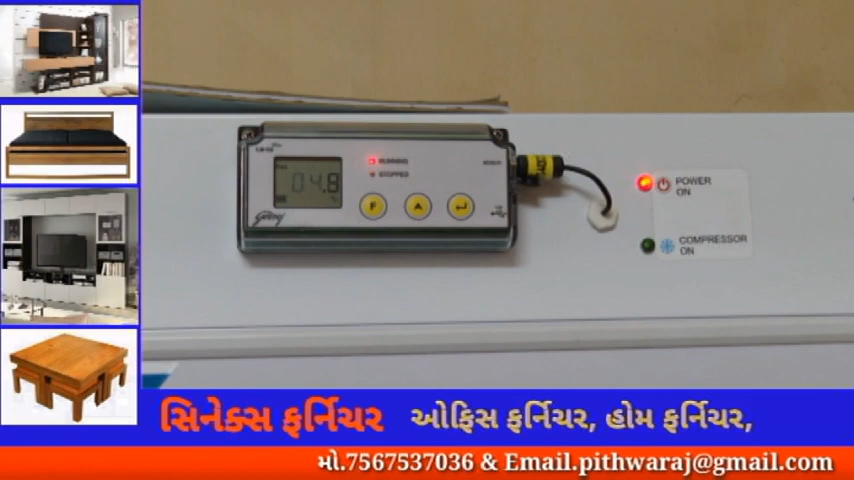 RUNNING
STOPPED
04.8
F
Godrej
POWER
ON
COMPRESSOR
ON
સિનેક્સ ફર્નિચર ઓફિસ ફર્નિચર, હોમ ફર્નિચર,
મો.7567537036 & Email.pithwaraj@gmail.com